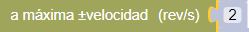 a máxima ±velocidad (rev/s) 2